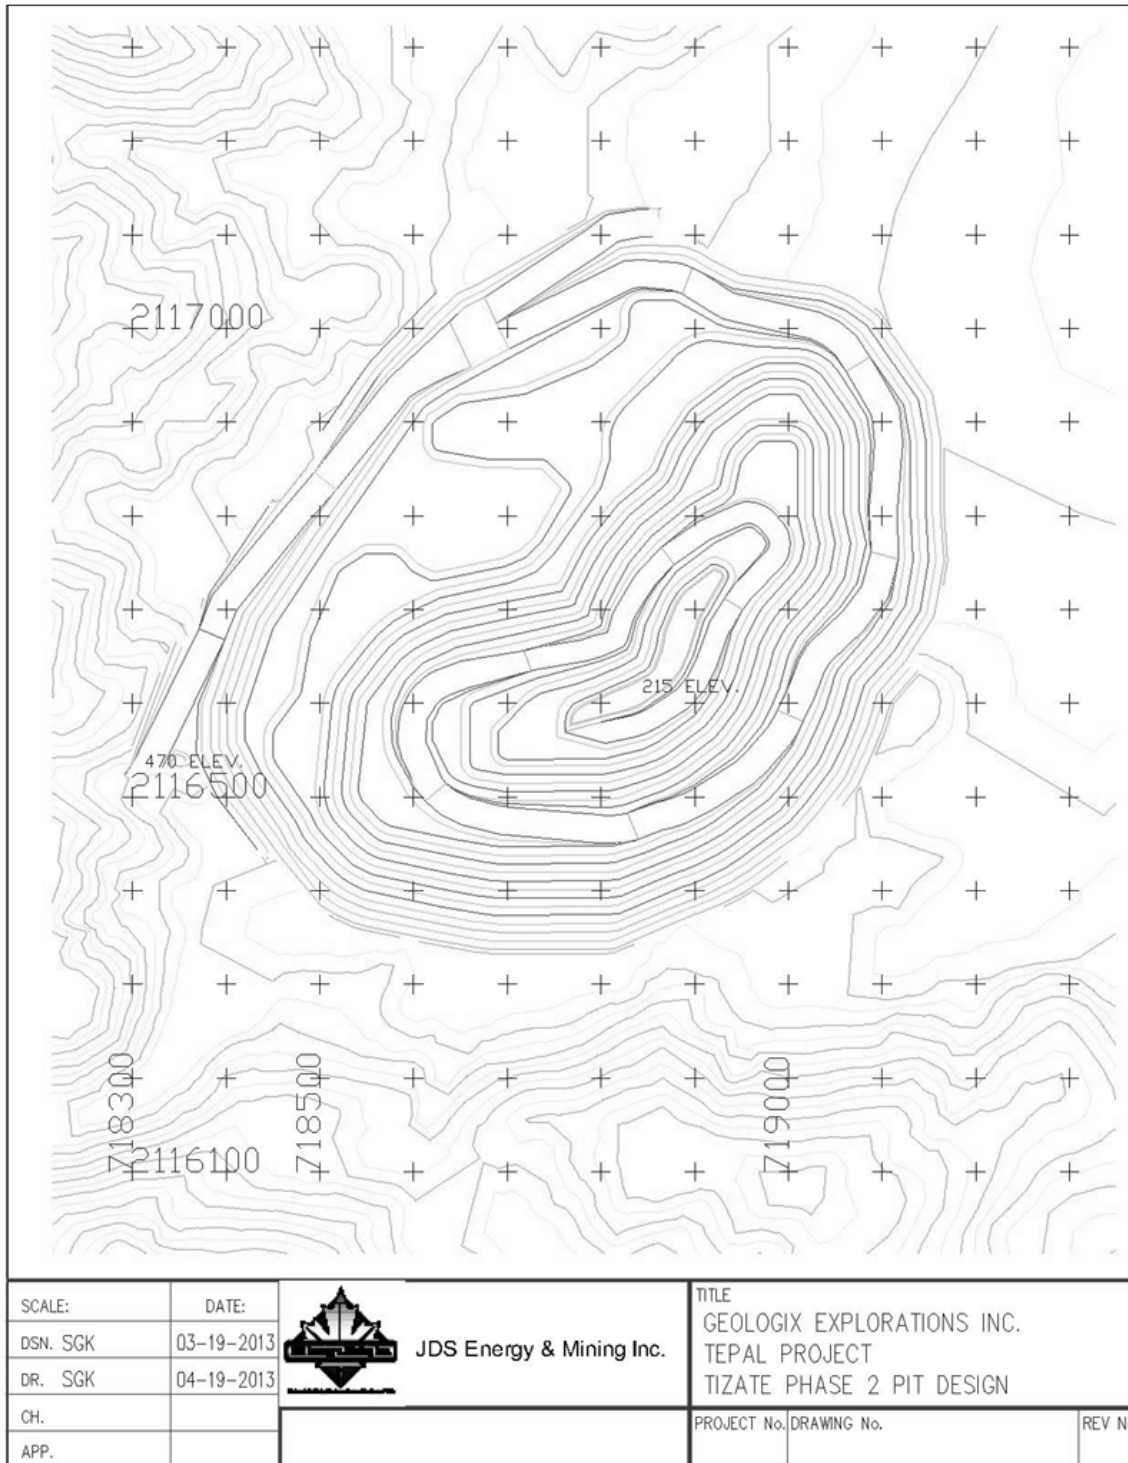 2117000
215 ELEV.
470 ELEV.
2116500
718300
718500
719000
2116100
SCALE:
DATE:
DSN. SGK
03-19-2013
DR. SGK
04-19-2013
CH.
APP.
JDS Energy & Mining Inc.
TITLE
GEOLOGIX EXPLORATIONS INC.
TEPAL PROJECT
TIZATE PHASE 2 PIT DESIGN
PROJECT No.
DRAWING No.
REV N